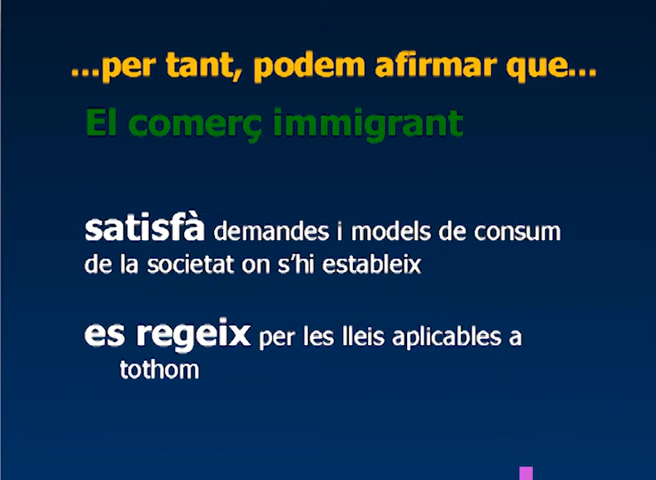 ...per tant, podem afirmar que...
El comerç immigrant
satisfà demandes i models de consum
de la societat on s'hi estableix
es regeix per les lleis aplicables a
tothom